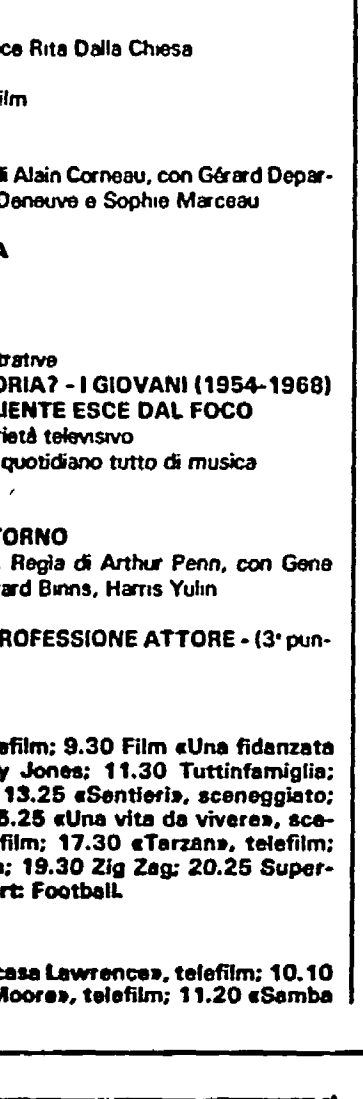 ce Rita Dalla Chiesa
ilm
i Alain Corneau, con Gérard Depar-
Deneuve e Sophie Marceau
A
trative
ORIA? - I GIOVANI (1954-1968)
IENTE ESCE DAL FOCO
rietà televisivo
quotidiano tutto di musica
TORNO
. Regìa di Arthur Penn, con Gene
ard Binns, Harris Yulin
ROFESSIONE ATTORE - (3ª pun-
efilm; 9.30 Film «Una fidanzata
y Jones; 11.30 Tuttinfamiglia;
13.25 «Sentieri», sceneggiato;
5.25 «Una vita da vivere», sce-
film; 17.30 «Tarzan», telefilm;
; 19.30 Zig Zag; 20.25 Super-
rt: Football.
casa Lawrence», telefilm; 10.10
Moore», telefilm; 11.20 «Samba